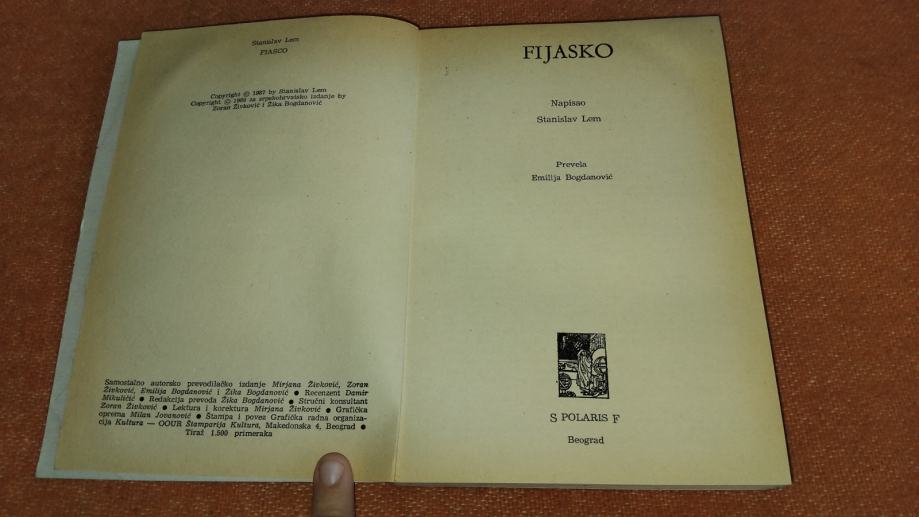 Stanislav Lem
FIASCO
Copyright © 1987 by Stanislav Lem
Copyright © 1988 za srpskohrvatsko izdanje by
Zoran Živković i Žika Bogdanović
Samostalno autorsko prevodilačko izdanje Mirjana Živković, Zoran
Živković, Emilija Bogdanović i Žika Bogdanović ● Recenzent Damir
Mikuličić ● Redakcija prevoda Žika Bogdanović ● Stručni konsultant
Zoran Živković ● Lektura i korektura Mirjana Živković ● Grafička
oprema Milan Jovanović ● Štampa i povez Grafička radna organiza-
cija Kultura — OOUR Štamparija Kultura, Makedonska 4, Beograd ●
Tiraž 1.500 primeraka
FIJASKO
Napisao
Stanislav Lem
Prevela
Emilija Bogdanović
S POLARIS F
Beograd